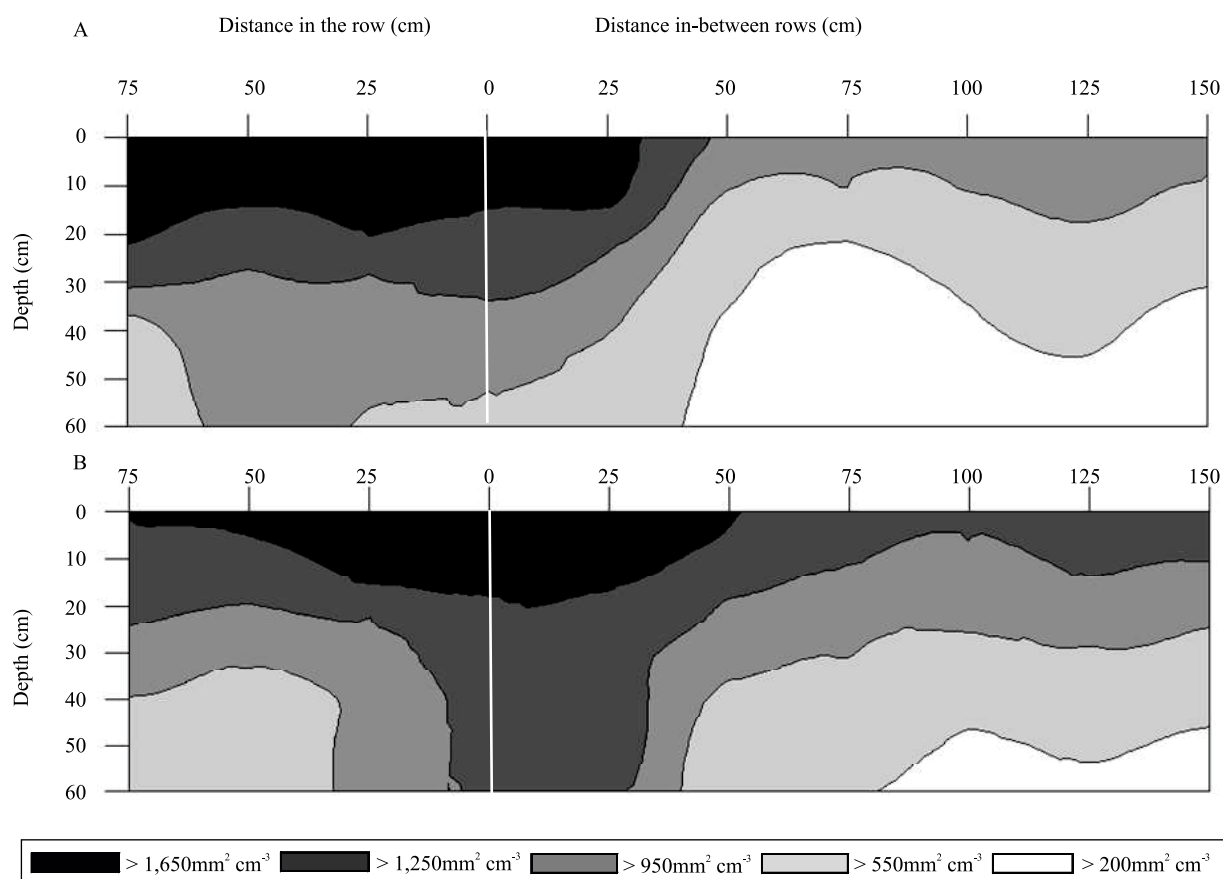 A Distance in the row (cm) Distance in-between rows (cm)
75 50 25 0 25 50 75 100 125 150
0
10
20
30
40
50
60
Depth (cm)
B
75 50 25 0 25 50 75 100 125 150
0
10
20
30
40
50
60
Depth (cm)
> 1,650mm² cm⁻³ > 1,250mm² cm⁻³ > 950mm² cm⁻³ > 550mm² cm⁻³ > 200mm² cm⁻³